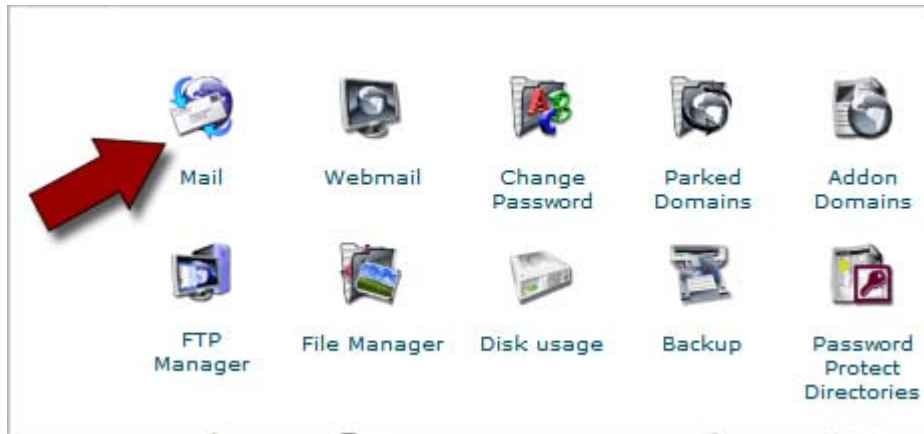 Mail
Webmail
Change
Password
Parked
Domains
Addon
Domains
FTP
Manager
File Manager
Disk usage
Backup
Password
Protect
Directories